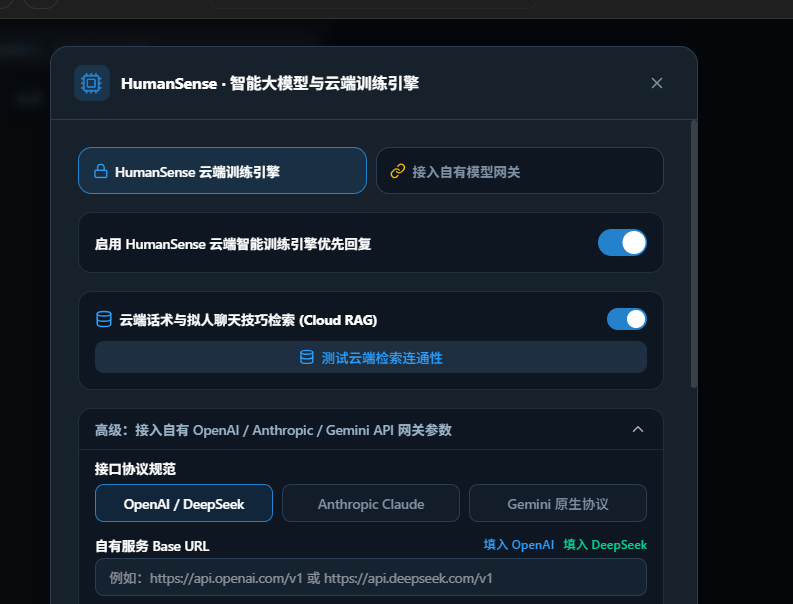 HumanSense · 智能大模型与云端训练引擎
HumanSense 云端训练引擎
接入自有模型网关
启用 HumanSense 云端智能训练引擎优先回复
云端话术与拟人聊天技巧检索 (Cloud RAG)
测试云端检索连通性
高级：接入自有 OpenAI / Anthropic / Gemini API 网关参数
接口协议规范
OpenAI / DeepSeek
Anthropic Claude
Gemini 原生协议
自有服务 Base URL
填入 OpenAI 填入 DeepSeek
例如：https://api.openai.com/v1 或 https://api.deepseek.com/v1